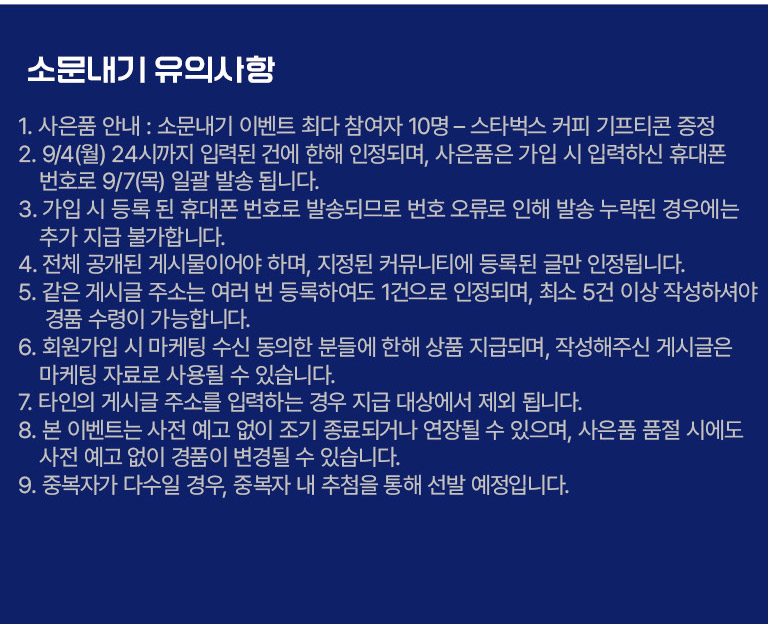 소문내기 유의사항
1. 사은품 안내 : 소문내기 이벤트 최다 참여자 10명 – 스타벅스 커피 기프티콘 증정
2. 9/4(월) 24시까지 입력된 건에 한해 인정되며, 사은품은 가입 시 입력하신 휴대폰
번호로 9/7(목) 일괄 발송 됩니다.
3. 가입 시 등록 된 휴대폰 번호로 발송되므로 번호 오류로 인해 발송 누락된 경우에는
추가 지급 불가합니다.
4. 전체 공개된 게시물이어야 하며, 지정된 커뮤니티에 등록된 글만 인정됩니다.
5. 같은 게시글 주소는 여러 번 등록하여도 1건으로 인정되며, 최소 5건 이상 작성하셔야
경품 수령이 가능합니다.
6. 회원가입 시 마케팅 수신 동의한 분들에 한해 상품 지급되며, 작성해주신 게시글은
마케팅 자료로 사용될 수 있습니다.
7. 타인의 게시글 주소를 입력하는 경우 지급 대상에서 제외 됩니다.
8. 본 이벤트는 사전 예고 없이 조기 종료되거나 연장될 수 있으며, 사은품 품절 시에도
사전 예고 없이 경품이 변경될 수 있습니다.
9. 중복자가 다수일 경우, 중복자 내 추첨을 통해 선발 예정입니다.